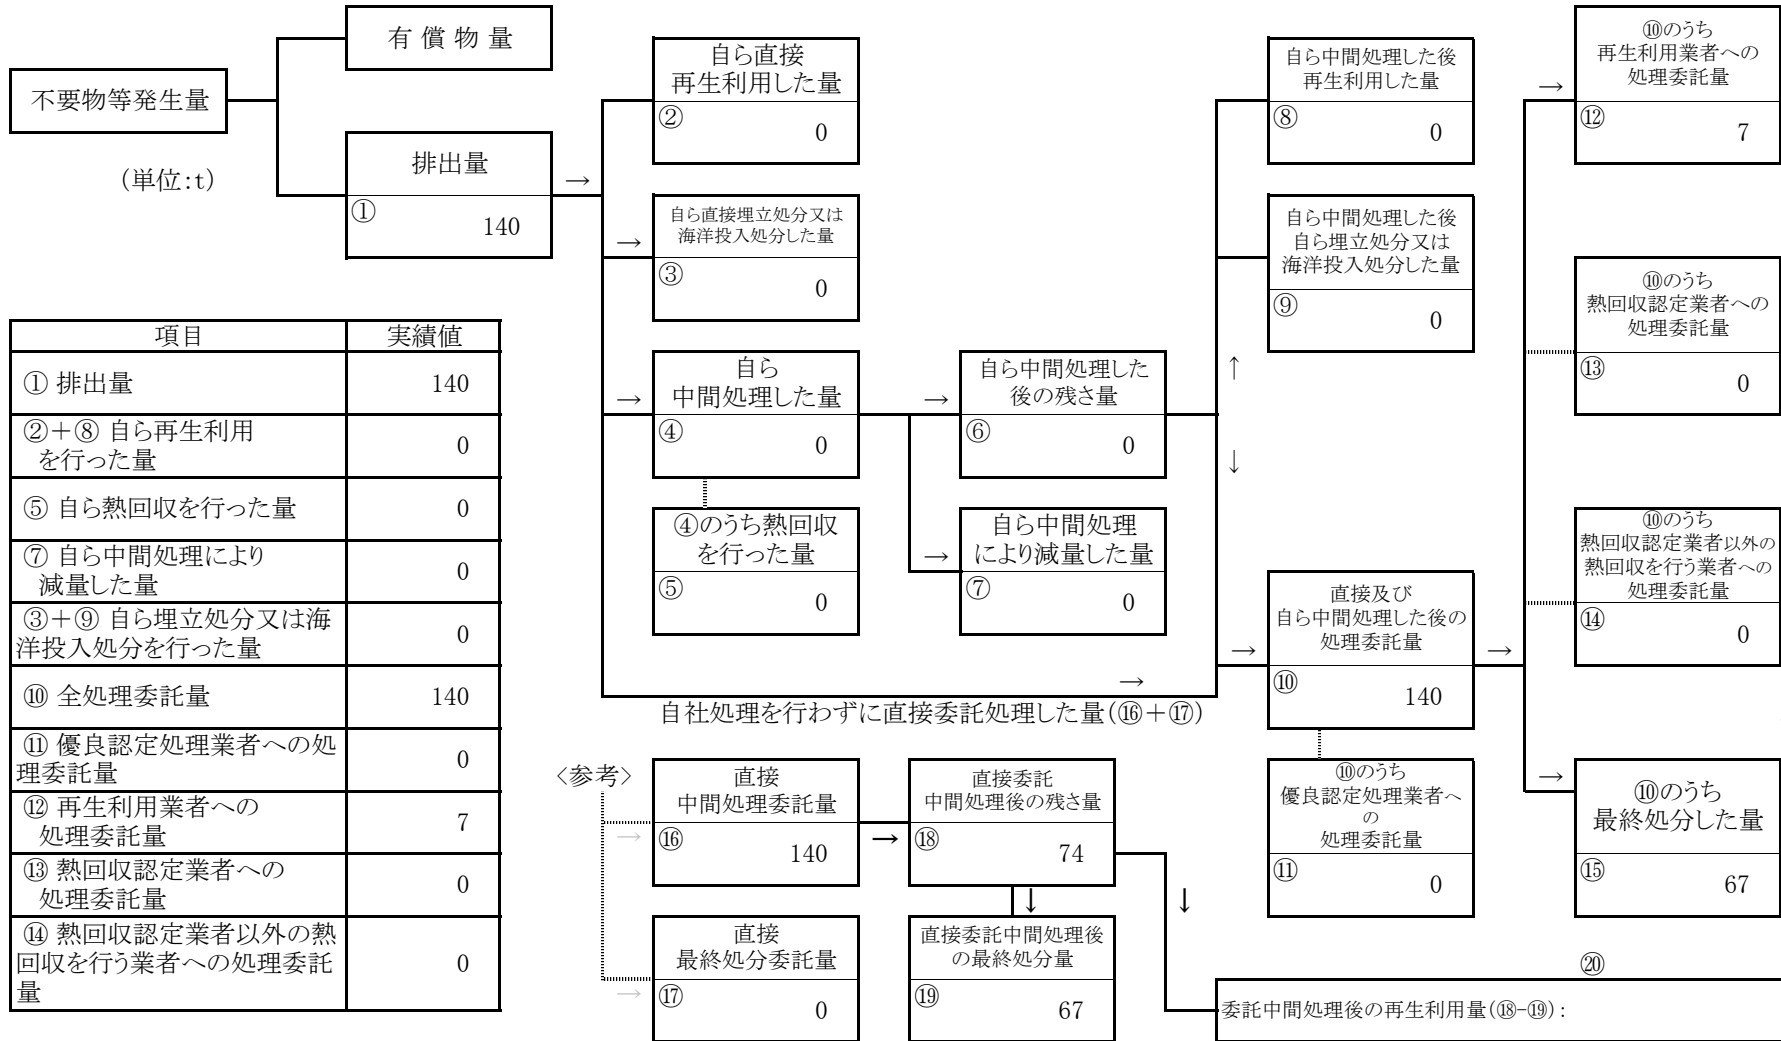 不要物等発生量
(単位:t)
有償物量
排出量
①
140
→
自ら直接
再生利用した量
②
0
→
自ら直接埋立処分又は
海洋投入処分した量
③
0
→
自ら
中間処理した量
④
0
④のうち熱回収
を行った量
⑤
0
→
自ら中間処理した
後の残さ量
⑥
0
→
自ら中間処理
により減量した量
⑦
0
↑
↓
自ら中間処理した後
再生利用した量
⑧
0
自ら中間処理した後
自ら埋立処分又は
海洋投入処分した量
⑨
0
→
自社処理を行わずに直接委託処理した量(⑯+⑰)
→
直接及び
自ら中間処理した後の
処理委託量
⑩
140
⑩のうち
優良認定処理業者へ
の
処理委託量
⑪
0
→
→
⑩のうち
再生利用業者への
処理委託量
⑫
7
⑩のうち
熱回収認定業者への
処理委託量
⑬
0
⑩のうち
熱回収認定業者以外の
熱回収を行う業者への
処理委託量
⑭
0
→
⑩のうち
最終処分した量
⑮
67
項目 実績値
① 排出量 140
②+⑧ 自ら再生利用
を行った量 0
⑤ 自ら熱回収を行った量 0
⑦ 自ら中間処理により
減量した量 0
③+⑨ 自ら埋立処分又は海
洋投入処分を行った量 0
⑩ 全処理委託量 140
⑪ 優良認定処理業者への処
理委託量 0
⑫ 再生利用業者への
処理委託量 7
⑬ 熱回収認定業者への
処理委託量 0
⑭ 熱回収認定業者以外の熱
回収を行う業者への処理委託
量 0
<参考>
→
直接
中間処理委託量
⑯
140
→
直接委託
中間処理後の残さ量
⑱
74
→
直接
最終処分委託量
⑰
0
↓
直接委託中間処理後
の最終処分量
⑲
67
↓
⑳
委託中間処理後の再生利用量(⑱-⑲):